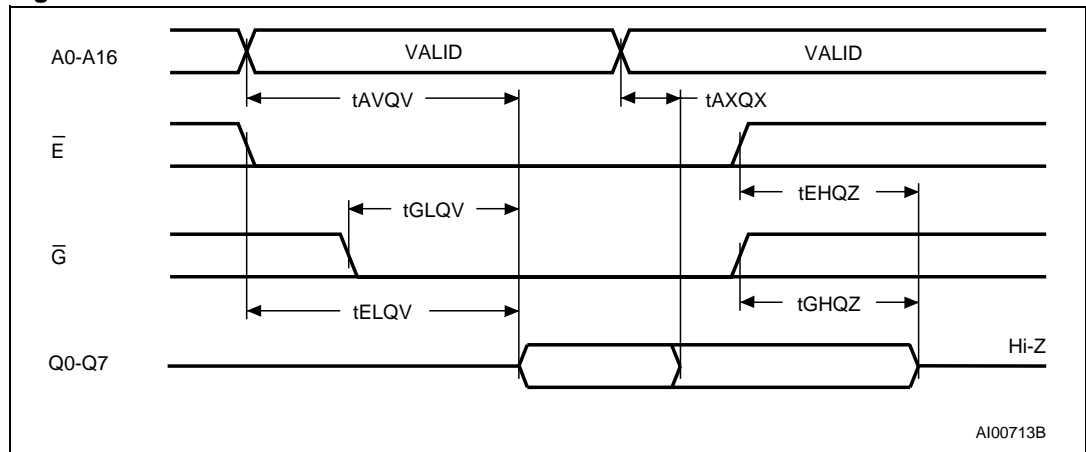 A0-A16
VALID
VALID
tAVQV
tAXQX
E̅
tEHQZ
tGLQV
G̅
tELQV
tGHQZ
Q0-Q7
Hi-Z
AI00713B